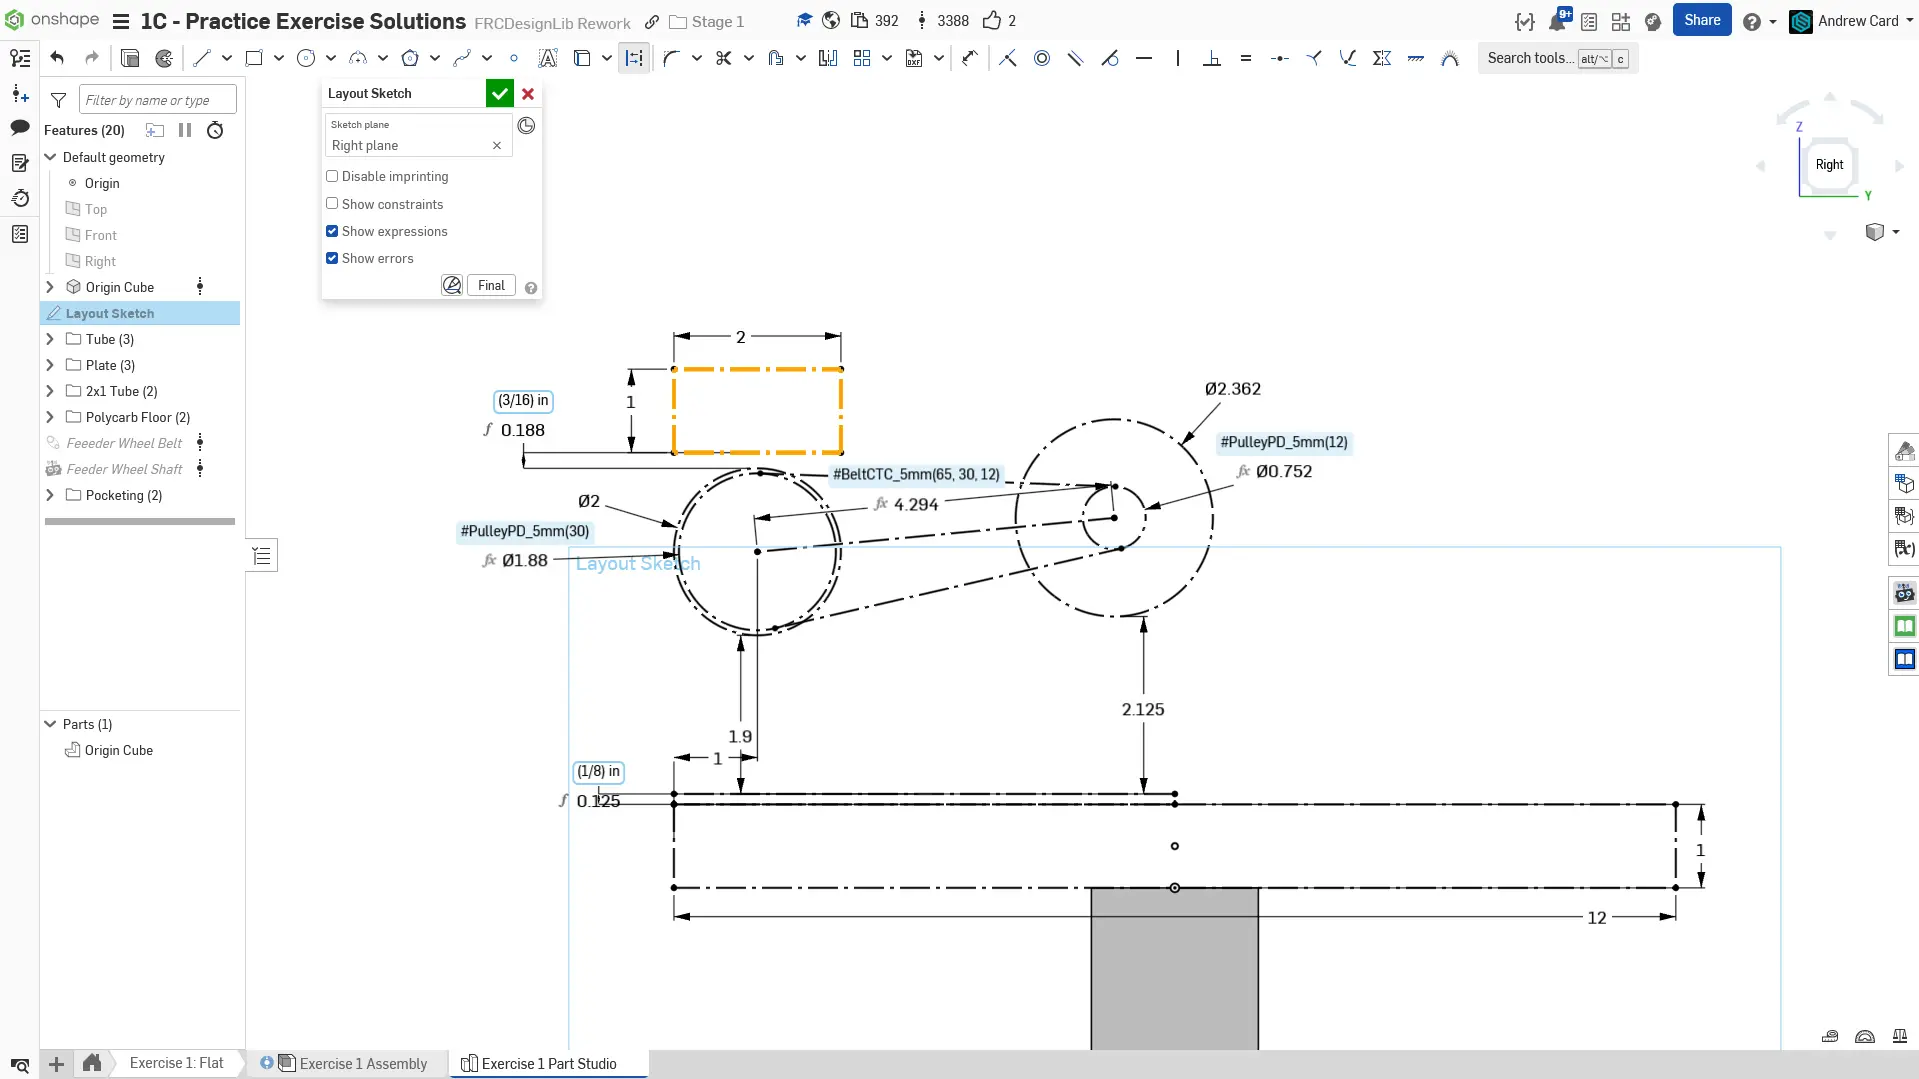 onshape
1C - Practice Exercise Solutions
FRCDesignLib Rework
Stage 1
392
3388
2
9+
Share
Andrew Card
Search tools...
alt/⌥
c
Filter by name or type
Features (20)
Default geometry
Origin
Top
Front
Right
Origin Cube
Layout Sketch
Tube (3)
Plate (3)
2x1 Tube (2)
Polycarb Floor (2)
Feeeder Wheel Belt
Feeder Wheel Shaft
Pocketing (2)
Parts (1)
Origin Cube
Layout Sketch
Sketch plane
Right plane
Disable imprinting
Show constraints
Show expressions
Show errors
Final
Z
Right
Y
2
1
(3/16) in
f 0.188
Ø2.362
#PulleyPD_5mm(12)
fx Ø0.752
#BeltCTC_5mm(65, 30, 12)
fx 4.294
Ø2
#PulleyPD_5mm(30)
fx Ø1.88
Layout Sketch
2.125
1.9
1
(1/8) in
f 0.125
1
12
Exercise 1: Flat
Exercise 1 Assembly
Exercise 1 Part Studio